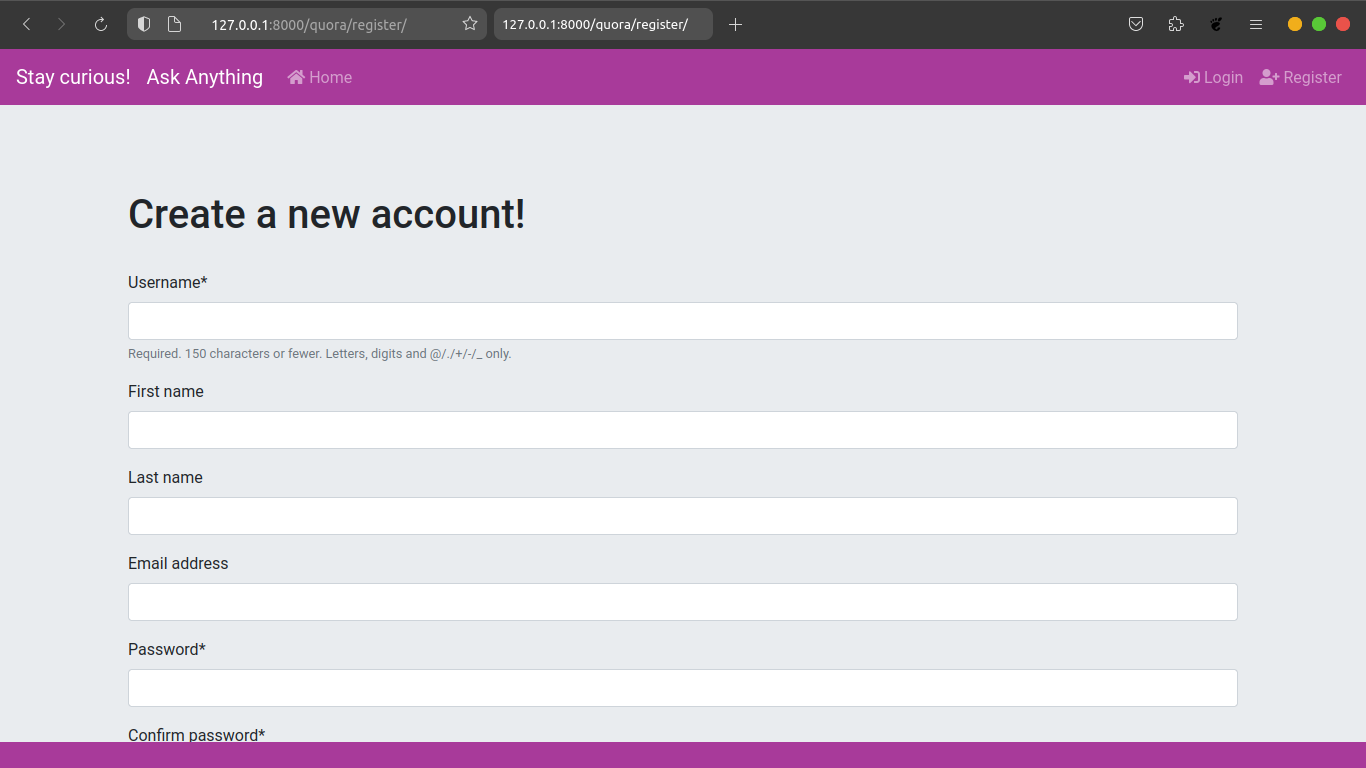 127.0.0.1:8000/quora/register/ 127.0.0.1:8000/quora/register/
Stay curious! Ask Anything Home Login Register
Create a new account!
Username*
Required. 150 characters or fewer. Letters, digits and @/./+/-/_ only.
First name
Last name
Email address
Password*
Confirm password*